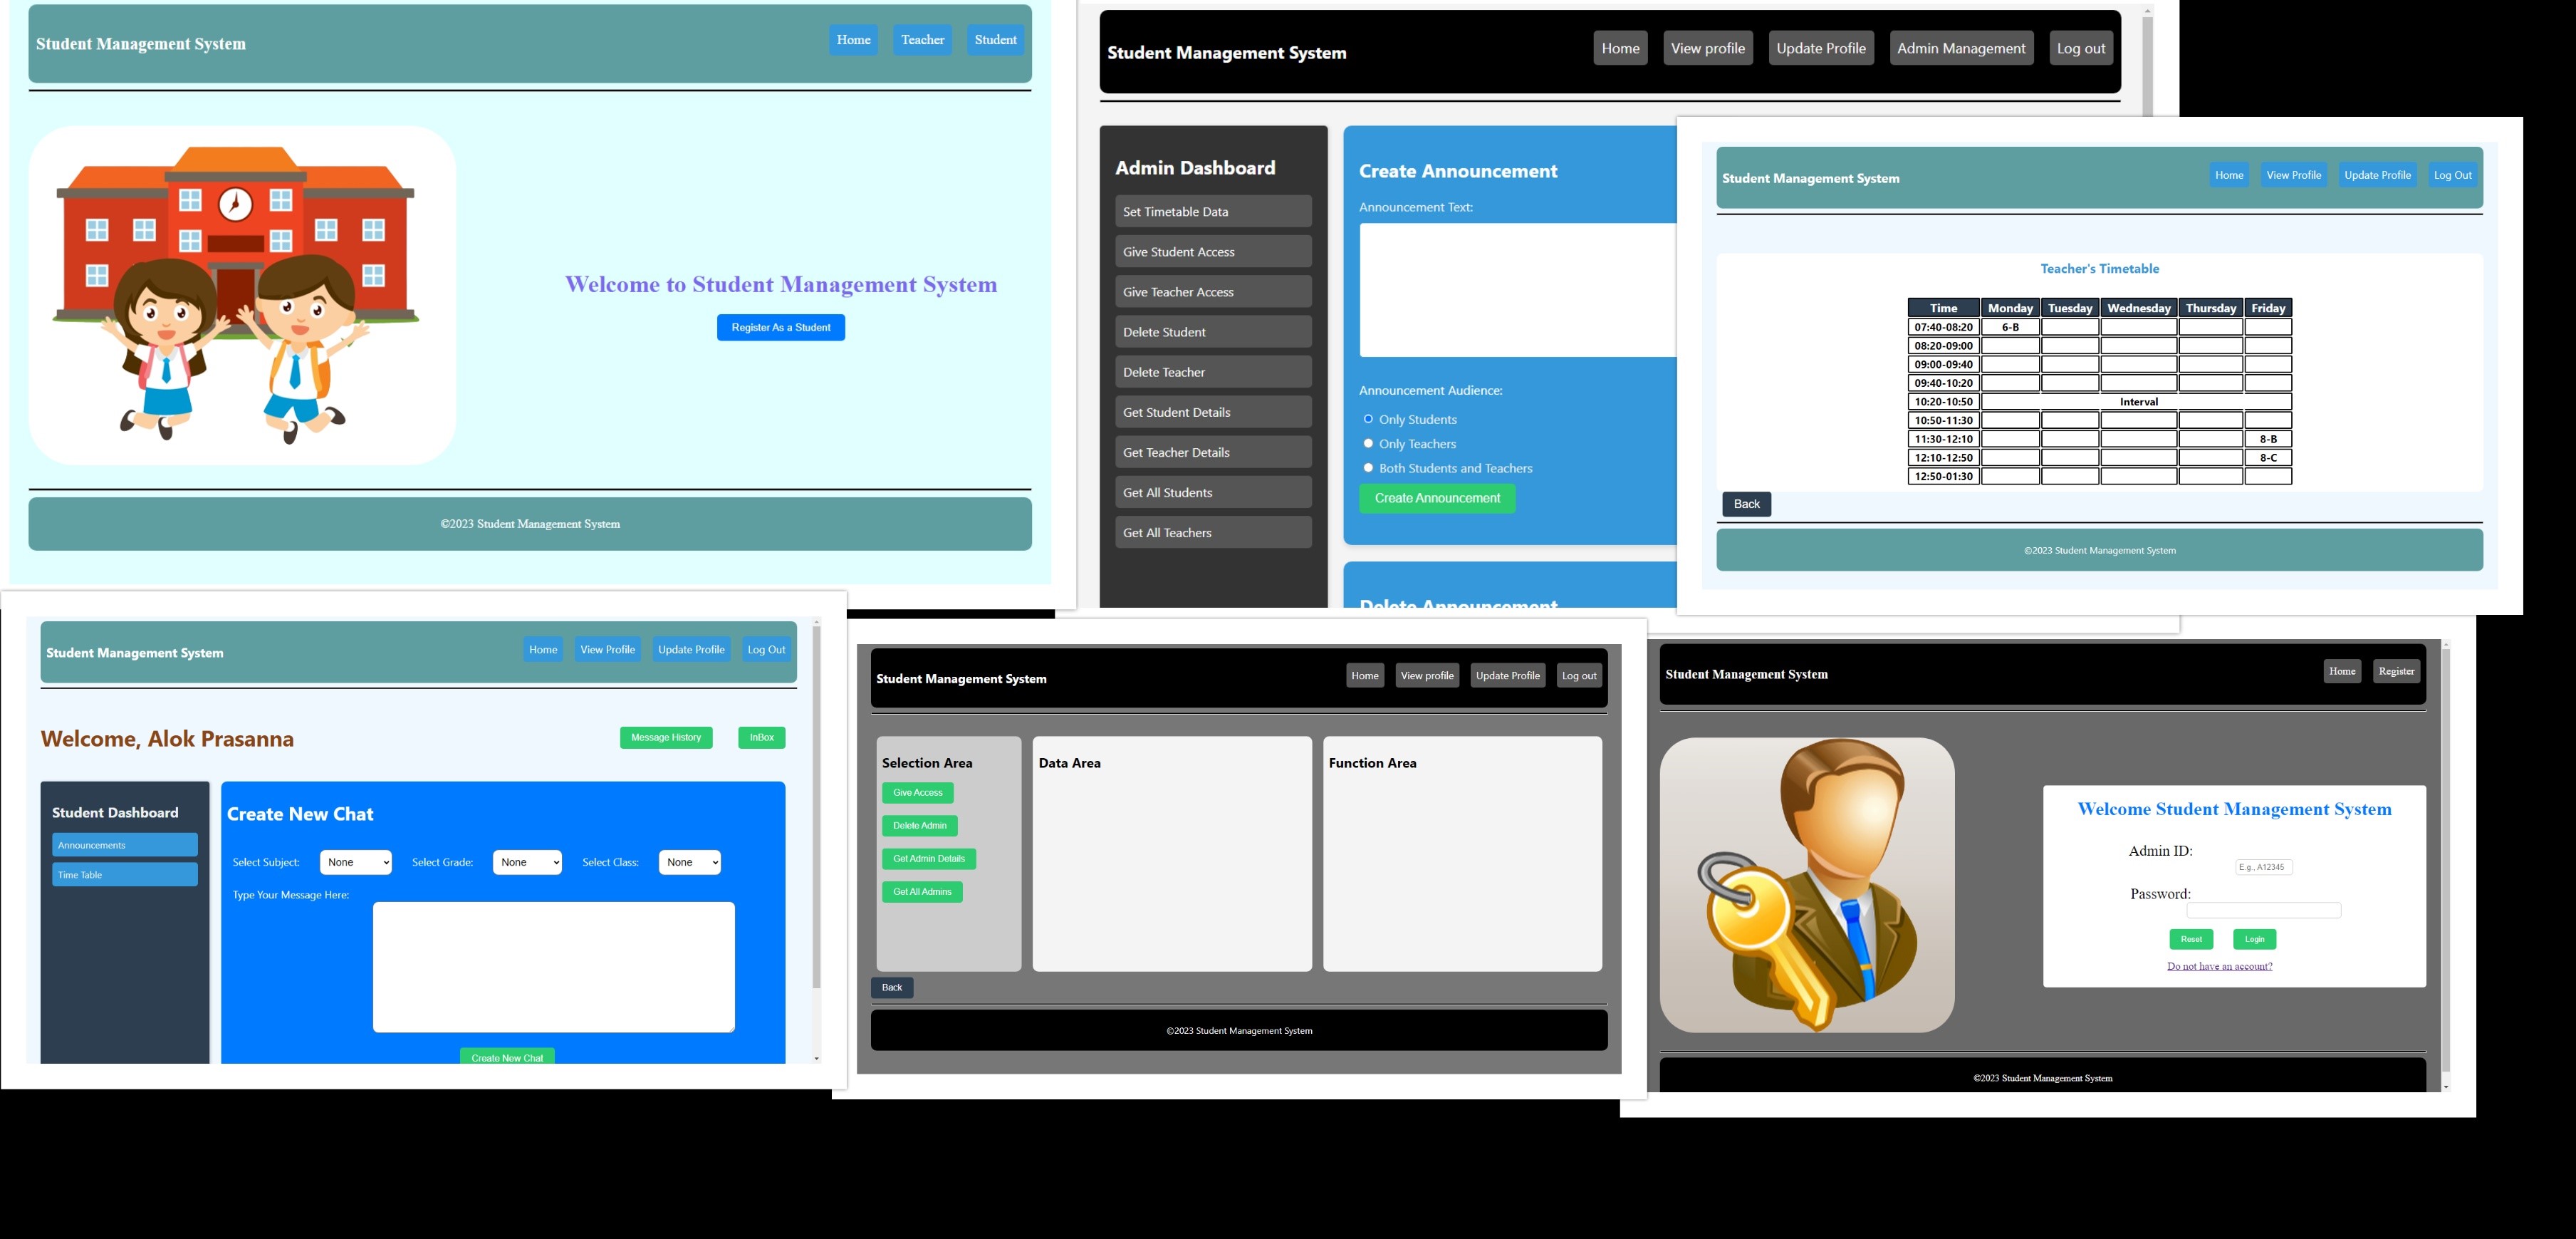 Student Management System
Home Teacher Student
Welcome to Student Management System
Register As a Student
©2023 Student Management System
Student Management System
Home View profile Update Profile Admin Management Log out
Admin Dashboard
Set Timetable Data
Give Student Access
Give Teacher Access
Delete Student
Delete Teacher
Get Student Details
Get Teacher Details
Get All Students
Get All Teachers
Create Announcement
Announcement Text:
Announcement Audience:
Only Students
Only Teachers
Both Students and Teachers
Create Announcement
Delete Announcement
Student Management System
Home View Profile Update Profile Log Out
Teacher's Timetable
Time Monday Tuesday Wednesday Thursday Friday
07:40-08:20 6-B
08:20-09:00
09:00-09:40
09:40-10:20
10:20-10:50 Interval
10:50-11:30
11:30-12:10 8-B
12:10-12:50 8-C
12:50-01:30
Back
©2023 Student Management System
Student Management System
Home View Profile Update Profile Log Out
Welcome, Alok Prasanna
Message History InBox
Student Dashboard
Announcements
Time Table
Create New Chat
Select Subject: None Select Grade: None Select Class: None
Type Your Message Here:
Create New Chat
Student Management System
Home View profile Update Profile Log out
Selection Area
Give Access
Delete Admin
Get Admin Details
Get All Admins
Data Area
Function Area
Back
©2023 Student Management System
Student Management System
Home Register
Welcome Student Management System
Admin ID:
E.g., A12345
Password:
Reset Login
Do not have an account?
©2023 Student Management System